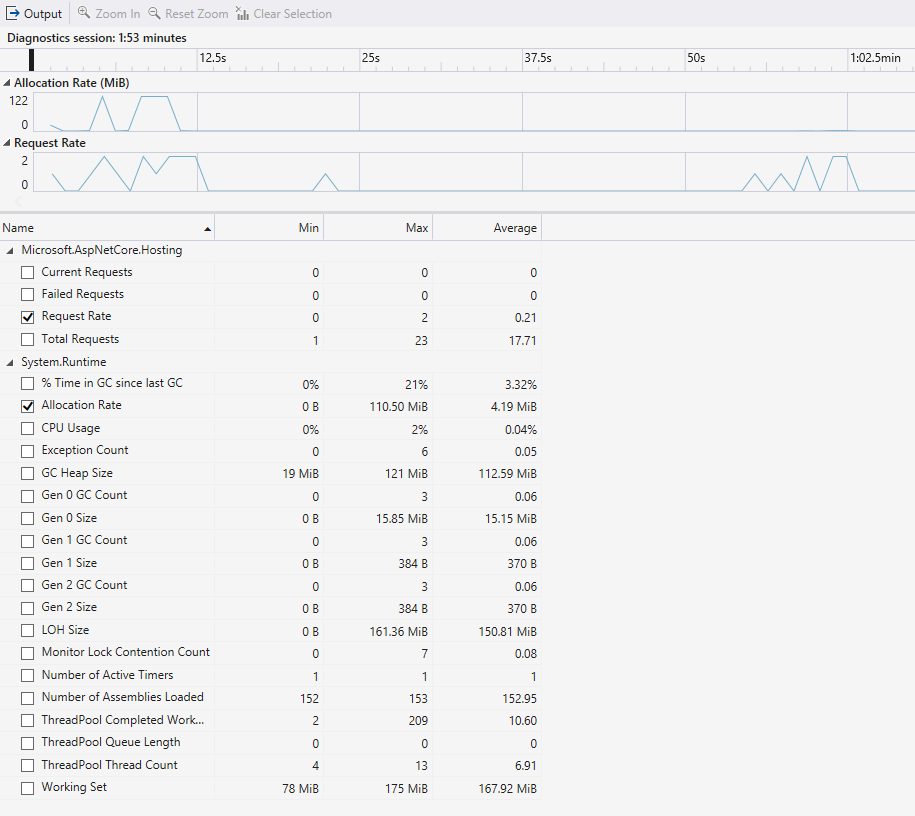 Output Zoom In Reset Zoom Clear Selection
Diagnostics session: 1:53 minutes
12.5s 25s 37.5s 50s 1:02.5min
Allocation Rate (MiB)
122
0
Request Rate
2
0
Name Min Max Average
Microsoft.AspNetCore.Hosting
Current Requests 0 0 0
Failed Requests 0 0 0
Request Rate 0 2 0.21
Total Requests 1 23 17.71
System.Runtime
% Time in GC since last GC 0% 21% 3.32%
Allocation Rate 0 B 110.50 MiB 4.19 MiB
CPU Usage 0% 2% 0.04%
Exception Count 0 6 0.05
GC Heap Size 19 MiB 121 MiB 112.59 MiB
Gen 0 GC Count 0 3 0.06
Gen 0 Size 0 B 15.85 MiB 15.15 MiB
Gen 1 GC Count 0 3 0.06
Gen 1 Size 0 B 384 B 370 B
Gen 2 GC Count 0 3 0.06
Gen 2 Size 0 B 384 B 370 B
LOH Size 0 B 161.36 MiB 150.81 MiB
Monitor Lock Contention Count 0 7 0.08
Number of Active Timers 1 1 1
Number of Assemblies Loaded 152 153 152.95
ThreadPool Completed Work... 2 209 10.60
ThreadPool Queue Length 0 0 0
ThreadPool Thread Count 4 13 6.91
Working Set 78 MiB 175 MiB 167.92 MiB